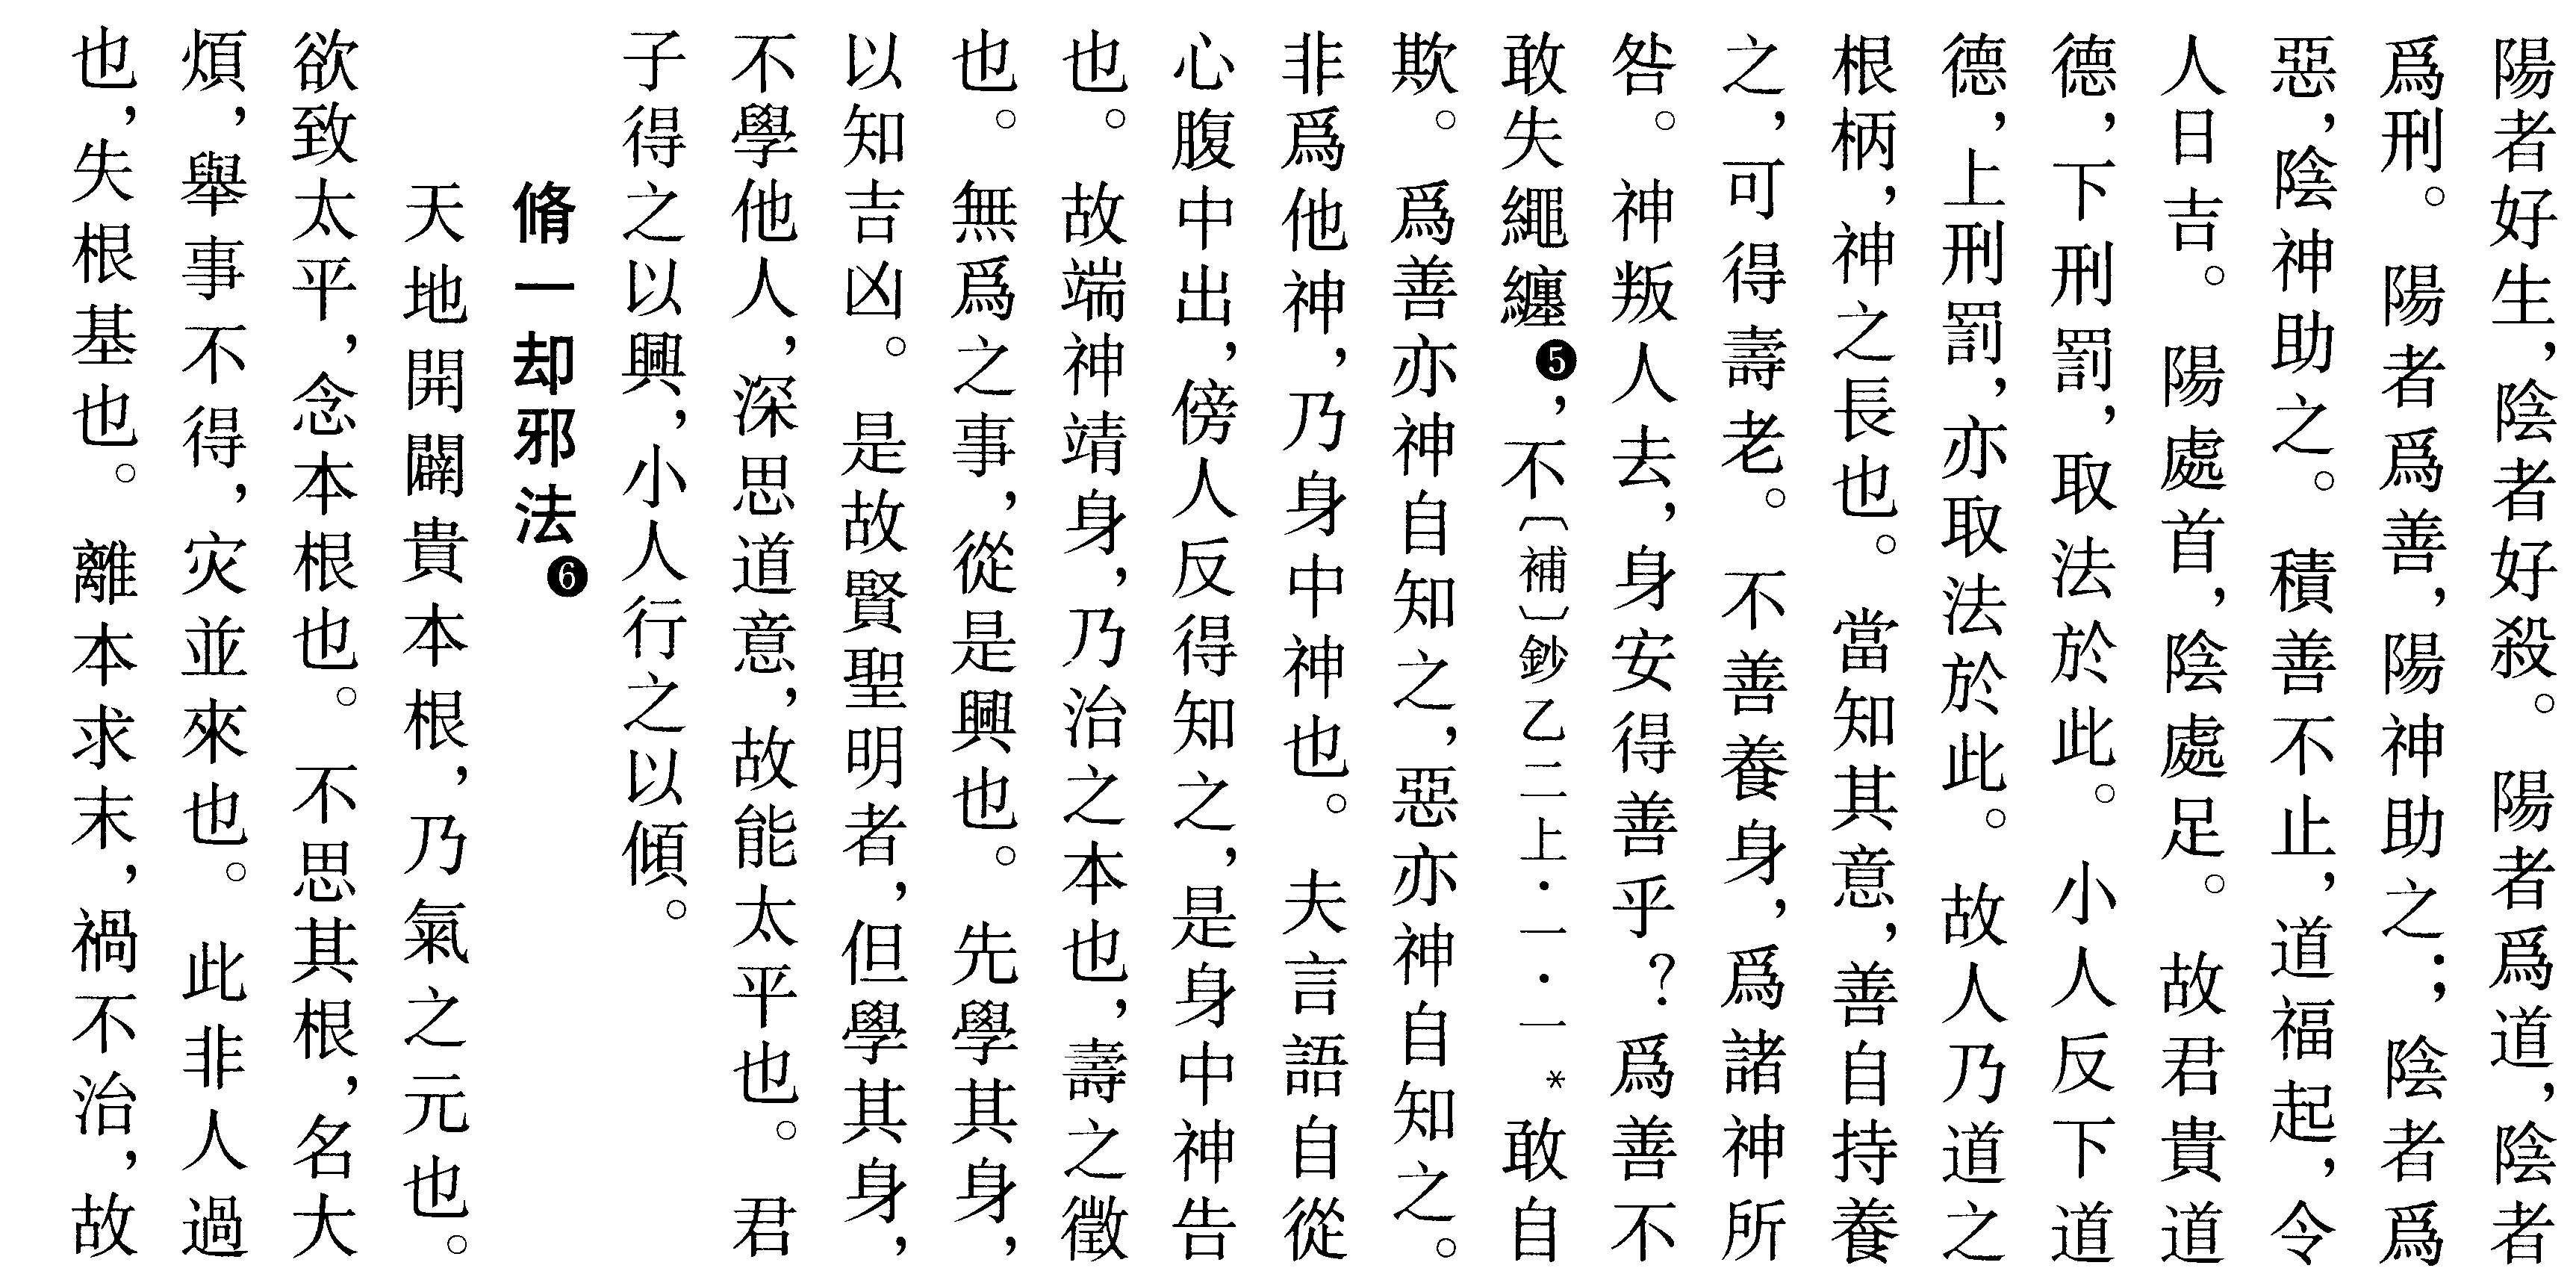 陽者好生，陰者好殺。陽者爲道，陰者
爲刑。陽者爲善，陽神助之；陰者爲
惡，陰神助之。積善不止，道福起，令
人日吉。陽處首，陰處足。故君貴道
德，下刑罰，取法於此。小人反下道
德，上刑罰，亦取法於此。故人乃道之
根柄，神之長也。當知其意，善自持養
之，可得壽老。不善養身，爲諸神所
咎。神叛人去，身安得善乎？爲善不
敢失繩纏❺，不〔補〕鈔乙二上·一·一*敢自
欺。爲善亦神自知之，惡亦神自知之。
非爲他神，乃身中神也。夫言語自從
心腹中出，傍人反得知之，是身中神告
也。故端神靖身，乃治之本也，壽之徵
也。無爲之事，從是興也。先學其身，
以知吉凶。是故賢聖明者，但學其身，
不學他人，深思道意，故能太平也。君
子得之以興，小人行之以傾。
脩一却邪法❻
天地開闢貴本根，乃氣之元也。
欲致太平，念本根也。不思其根，名大
煩，舉事不得，灾並來也。此非人過
也，失根基也。離本求末，禍不治，故